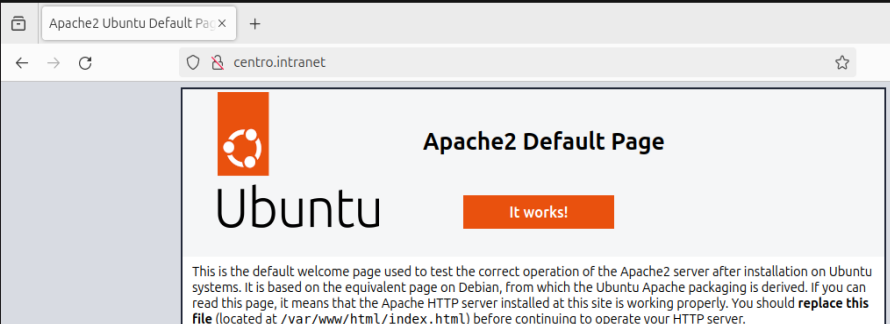 Apache2 Ubuntu Default Pag
centro.intranet
Apache2 Default Page
Ubuntu
It works!
This is the default welcome page used to test the correct operation of the Apache2 server after installation on Ubuntu
systems. It is based on the equivalent page on Debian, from which the Ubuntu Apache packaging is derived. If you can
read this page, it means that the Apache HTTP server installed at this site is working properly. You should replace this
file (located at /var/www/html/index.html) before continuing to operate your HTTP server.